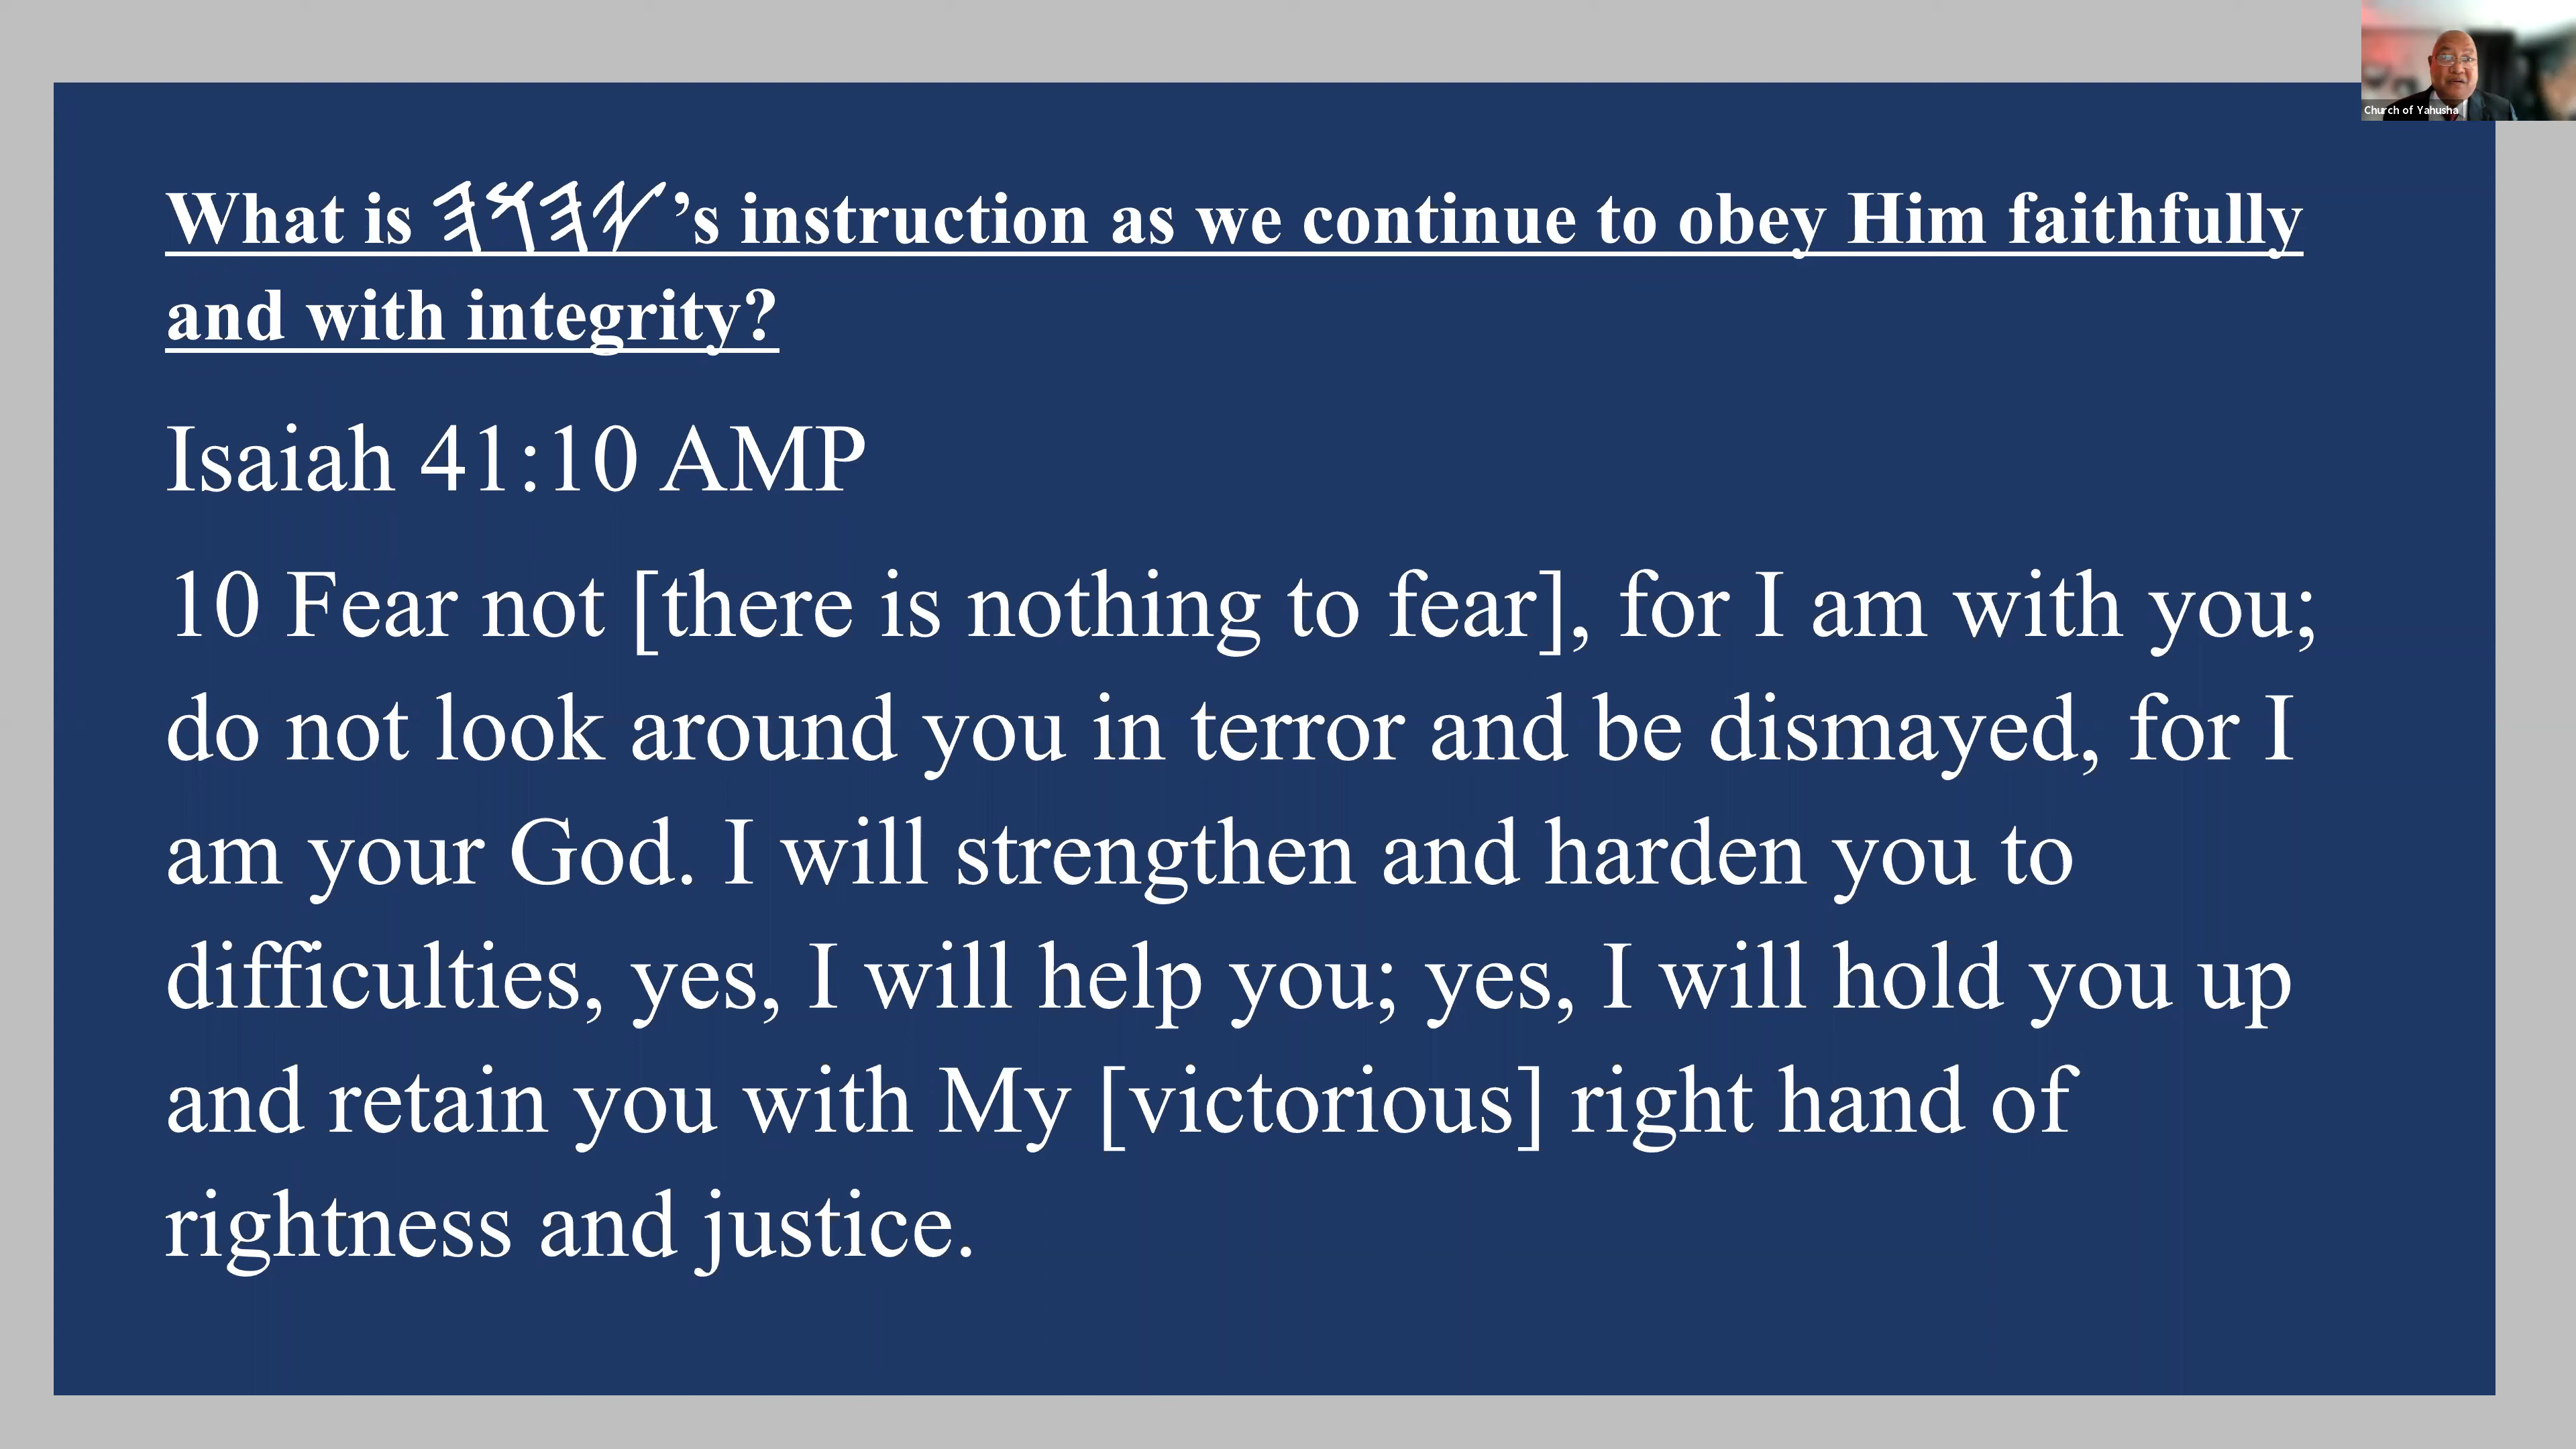 What is 𐤉𐤄𐤅𐤄’s instruction as we continue to obey Him faithfully
and with integrity?
Isaiah 41:10 AMP
10 Fear not [there is nothing to fear], for I am with you;
do not look around you in terror and be dismayed, for I
am your God. I will strengthen and harden you to
difficulties, yes, I will help you; yes, I will hold you up
and retain you with My [victorious] right hand of
rightness and justice.
Church of Yahusha